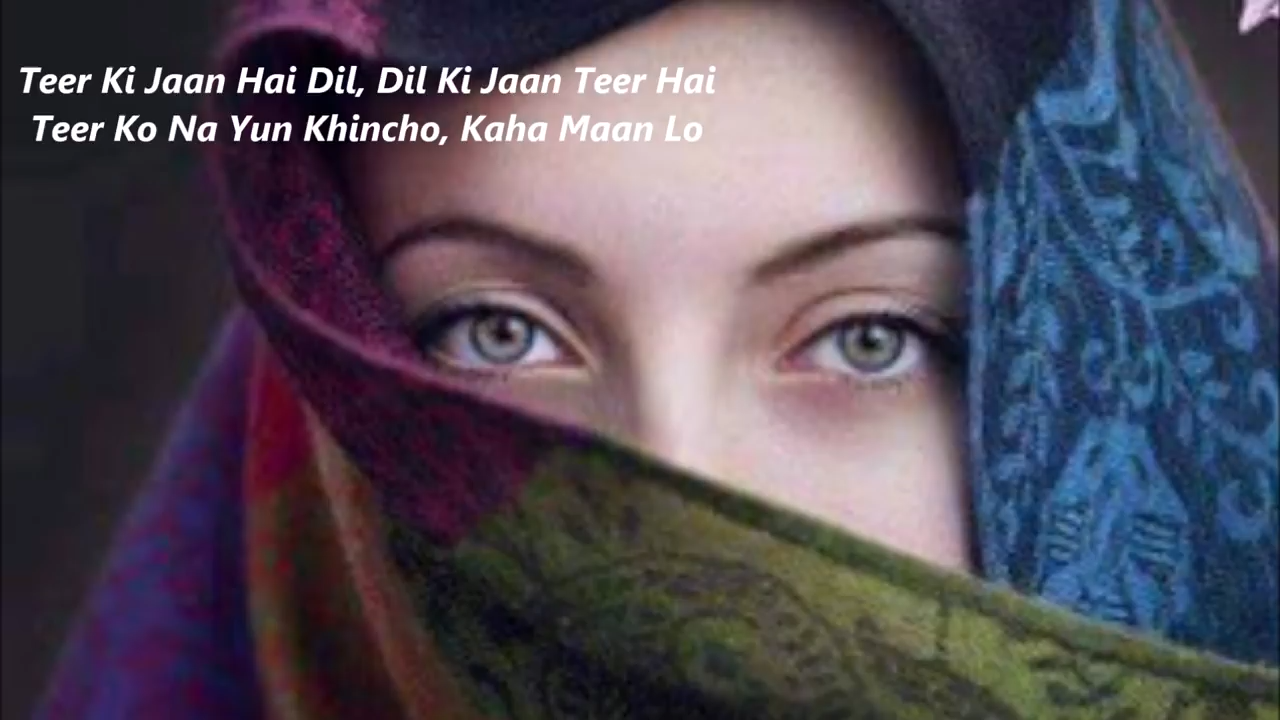 Teer Ki Jaan Hai Dil, Dil Ki Jaan Teer Hai
Teer Ko Na Yun Khincho, Kaha Maan Lo